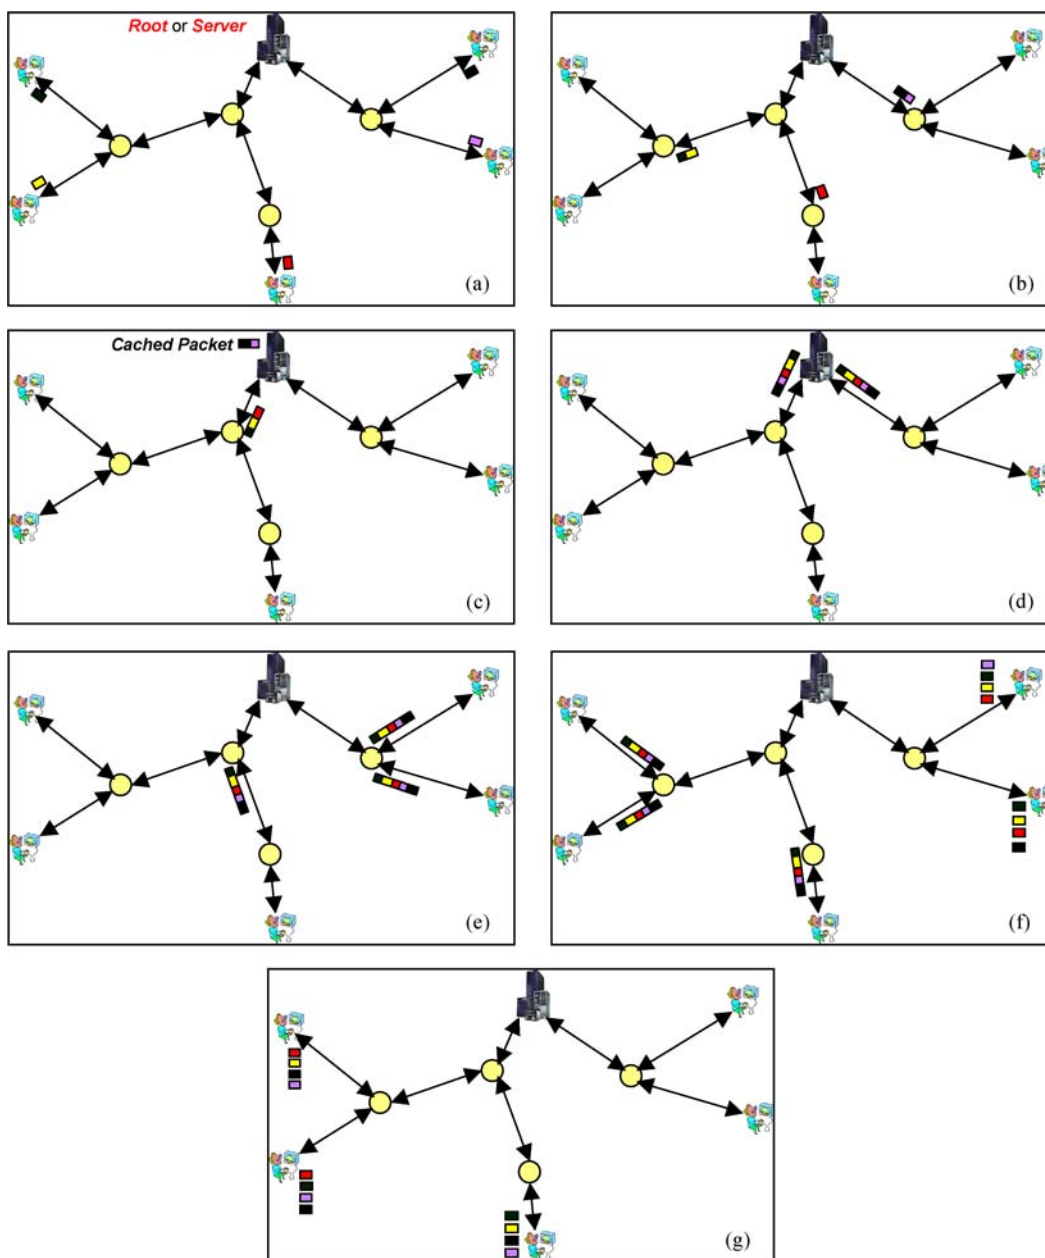 Root or Server
(a)
(b)
Cached Packet
(c)
(d)
(e)
(f)
(g)